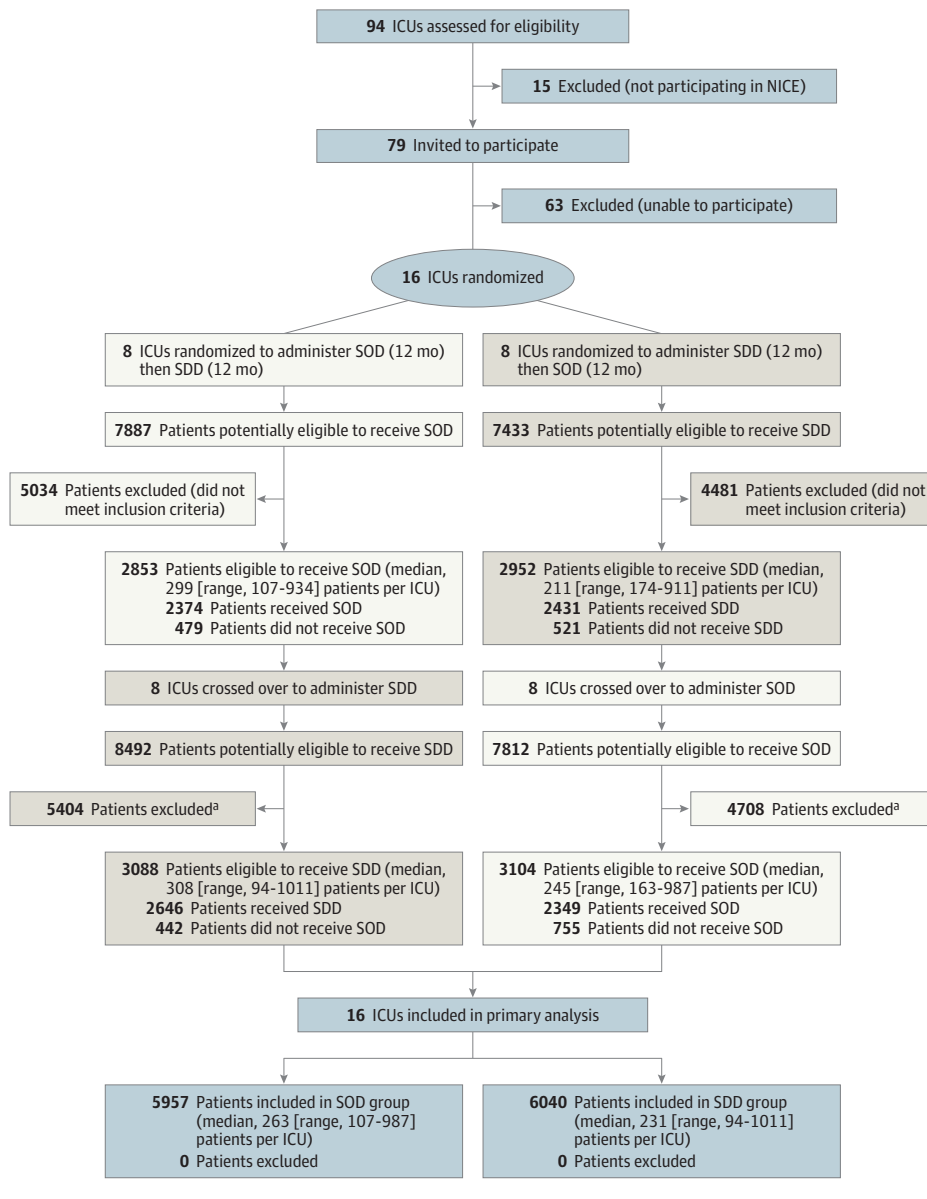 94 ICUs assessed for eligibility
15 Excluded (not participating in NICE)
79 Invited to participate
63 Excluded (unable to participate)
16 ICUs randomized
8 ICUs randomized to administer SOD (12 mo)
then SDD (12 mo)
8 ICUs randomized to administer SDD (12 mo)
then SOD (12 mo)
7887 Patients potentially eligible to receive SOD
7433 Patients potentially eligible to receive SDD
5034 Patients excluded (did not
meet inclusion criteria)
4481 Patients excluded (did not
meet inclusion criteria)
2853 Patients eligible to receive SOD (median,
299 [range, 107-934] patients per ICU)
2374 Patients received SOD
479 Patients did not receive SOD
2952 Patients eligible to receive SDD (median,
211 [range, 174-911] patients per ICU)
2431 Patients received SDD
521 Patients did not receive SDD
8 ICUs crossed over to administer SDD
8 ICUs crossed over to administer SOD
8492 Patients potentially eligible to receive SDD
7812 Patients potentially eligible to receive SOD
5404 Patients excludedᵃ
4708 Patients excludedᵃ
3088 Patients eligible to receive SDD (median,
308 [range, 94-1011] patients per ICU)
2646 Patients received SDD
442 Patients did not receive SOD
3104 Patients eligible to receive SOD (median,
245 [range, 163-987] patients per ICU)
2349 Patients received SOD
755 Patients did not receive SOD
16 ICUs included in primary analysis
5957 Patients included in SOD group
(median, 263 [range, 107-987]
patients per ICU)
0 Patients excluded
6040 Patients included in SDD group
(median, 231 [range, 94-1011]
patients per ICU)
0 Patients excluded